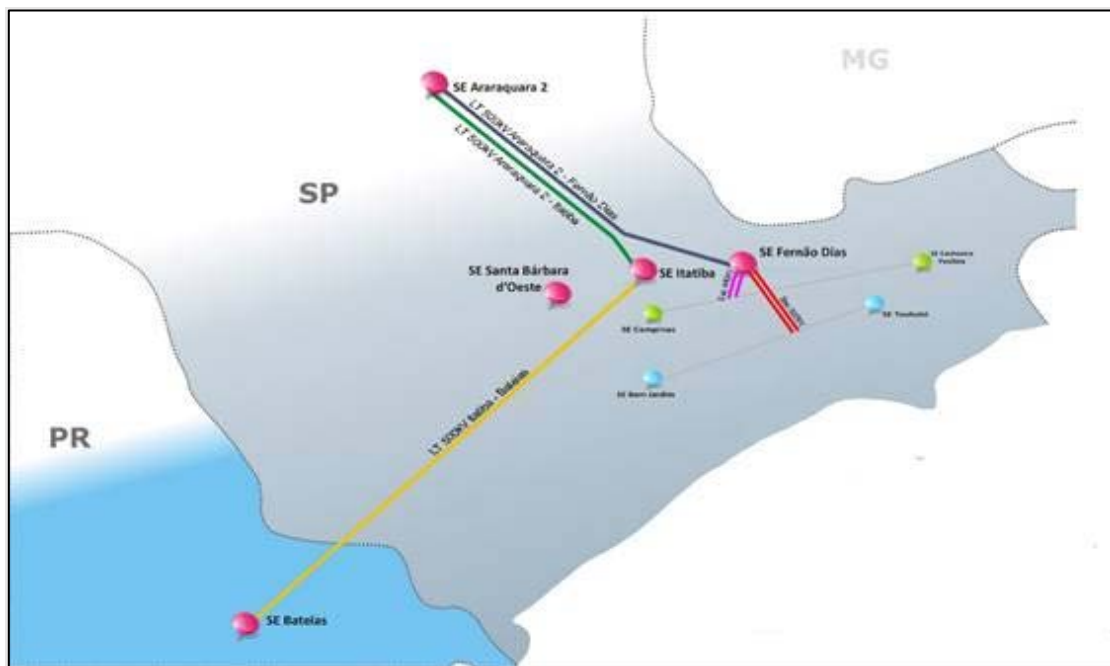 MG
SE Araraquara 2
LT 500kV Araraquara 2 - Fernão Dias
LT 500kV Araraquara 2 - Itatiba
SP
SE Fernão Dias
SE Santa Bárbara
d'Oeste
SE Itatiba
SE Taubaté
SE Campinas
SE Bom Jardim
LT 500kV Itatiba - Bateias
PR
SE Bateias